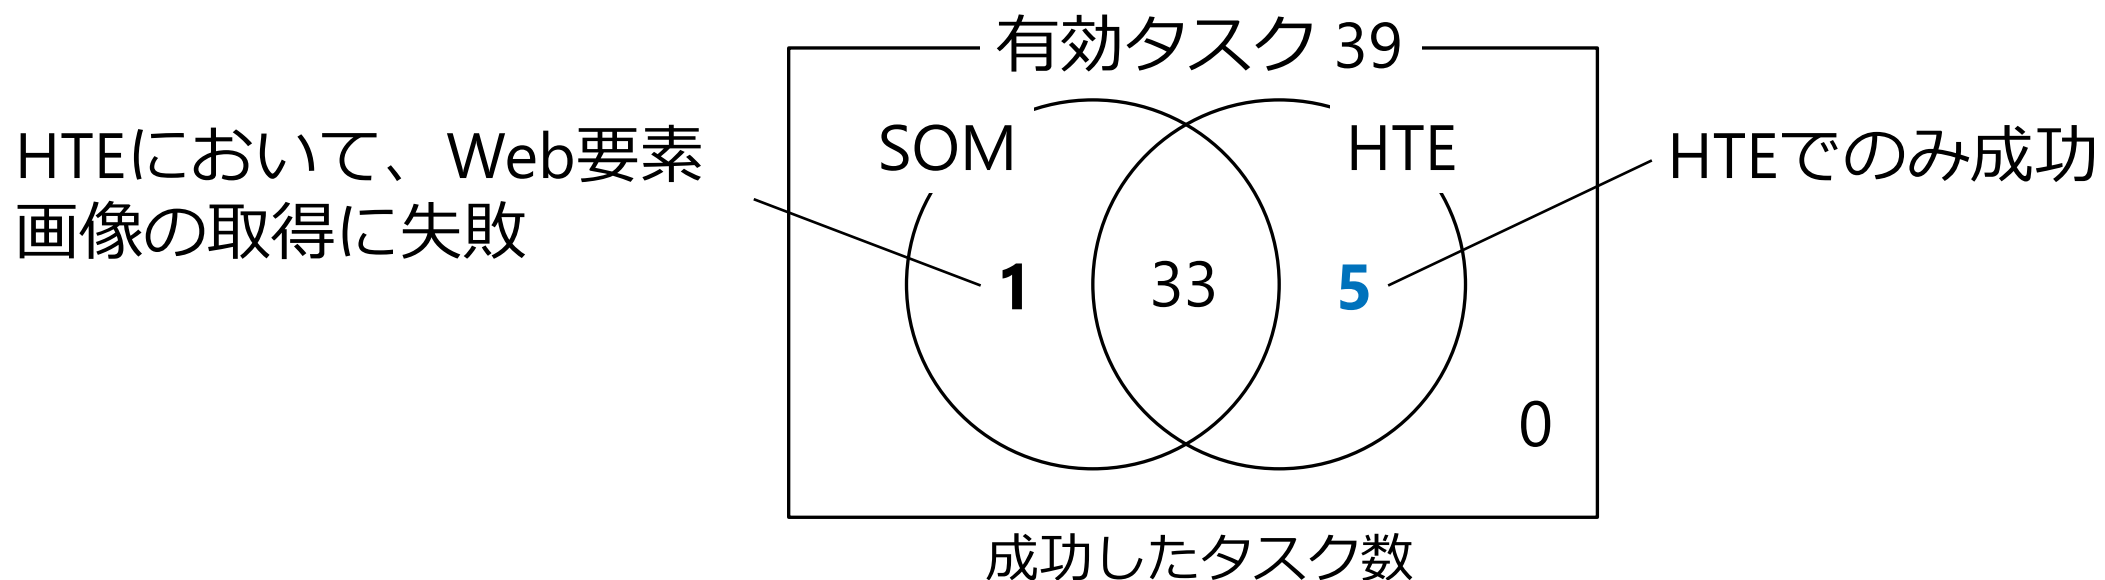 有効タスク 39
SOM
HTE
HTEにおいて、Web要素
画像の取得に失敗
HTEでのみ成功
1
33
5
0
成功したタスク数